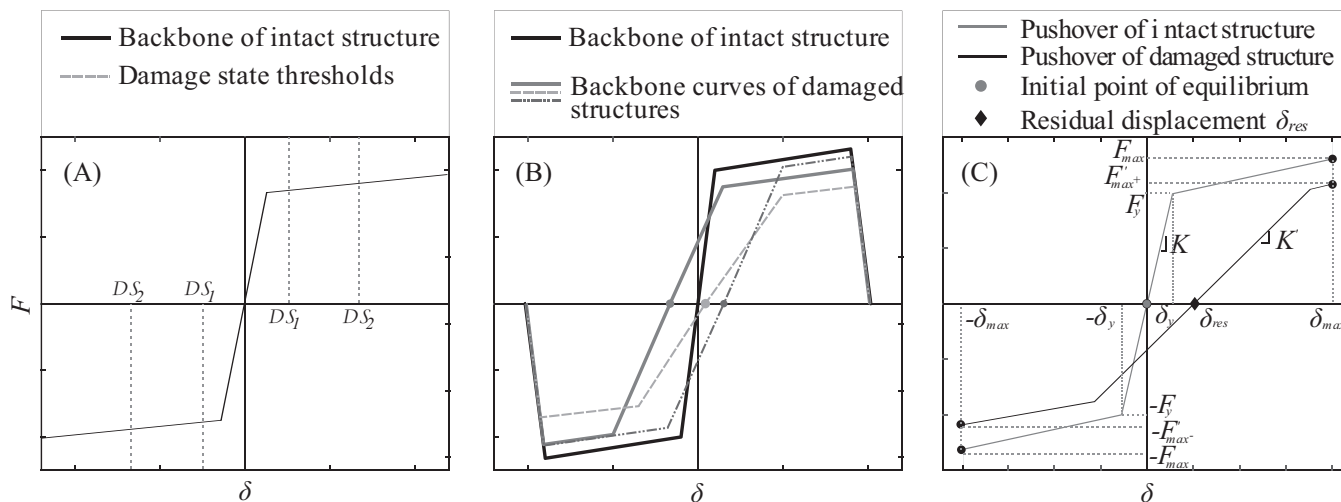 Backbone of intact structure
Damage state thresholds
(A)
DS2
DS1
DS1
DS2
F
δ
Backbone of intact structure
Backbone curves of damaged
structures
(B)
δ
Pushover of i ntact structure
Pushover of damaged structure
Initial point of equilibrium
Residual displacement δres
(C)
Fmax
F'max+
Fy
K
K'
-δmax
-δy
δy
δres
δmax
-Fy
-F'max-
-Fmax
δ